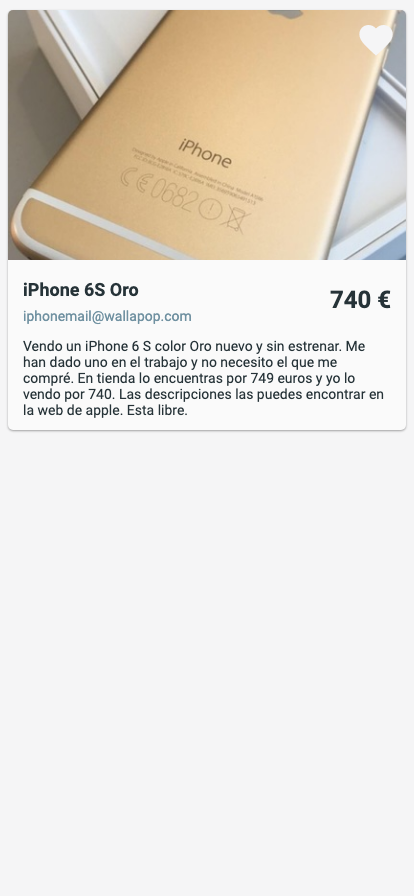 iPhone
0682
iPhone 6S Oro
740 €
iphonemail@wallapop.com
Vendo un iPhone 6 S color Oro nuevo y sin estrenar. Me
han dado uno en el trabajo y no necesito el que me
compré. En tienda lo encuentras por 749 euros y yo lo
vendo por 740. Las descripciones las puedes encontrar en
la web de apple. Esta libre.